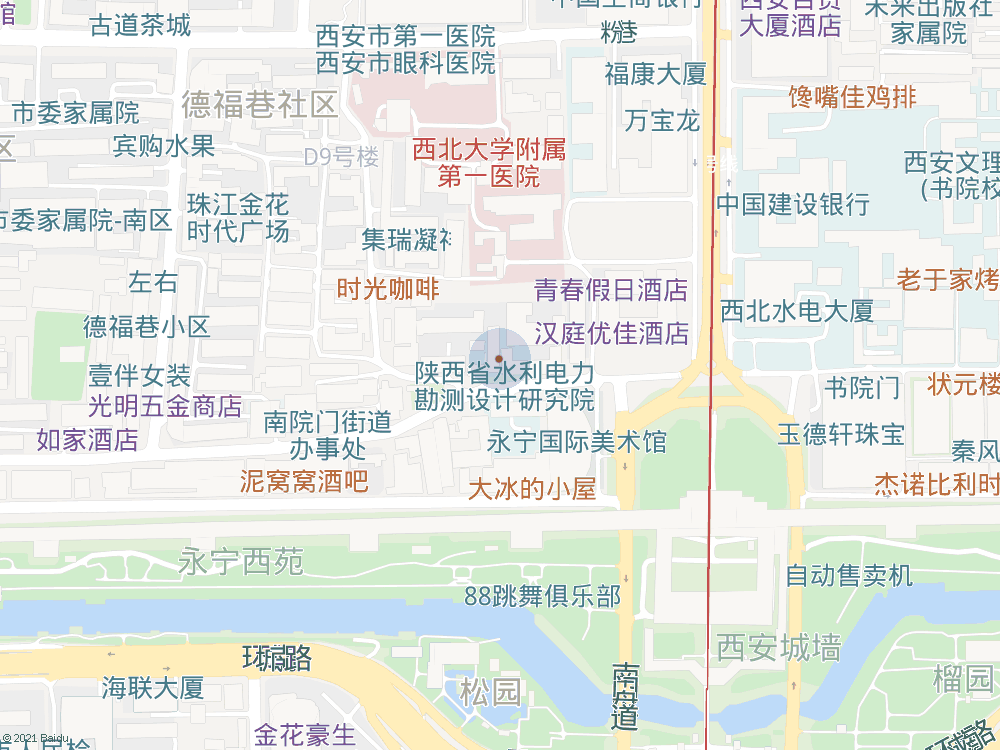 馆
古道茶城
西安市第一医院
西安市眼科医院
粉巷
大厦酒店
未来出版社
家属院
福康大厦
馋嘴佳鸡排
市委家属院
德福巷社区
万宝龙
宾购水果
D9号楼
西北大学附属
第一医院
区
西安文理
(书院校
珠江金花
时代广场
中国建设银行
市委家属院-南区
集瑞凝
左右
时光咖啡
青春假日酒店
老于家烤
西北水电大厦
德福巷小区
汉庭优佳酒店
壹伴女装
陕西省水利电力
勘测设计研究院
书院门
状元楼
光明五金商店
南院门街道
办事处
如家酒店
永宁国际美术馆
玉德轩珠宝
秦风
泥窝窝酒吧
大冰的小屋
杰诺比利时
永宁西苑
自动售卖机
88跳舞俱乐部
西安城墙
海联大厦
松园
榴园
金花豪生
© 2021 Baidu